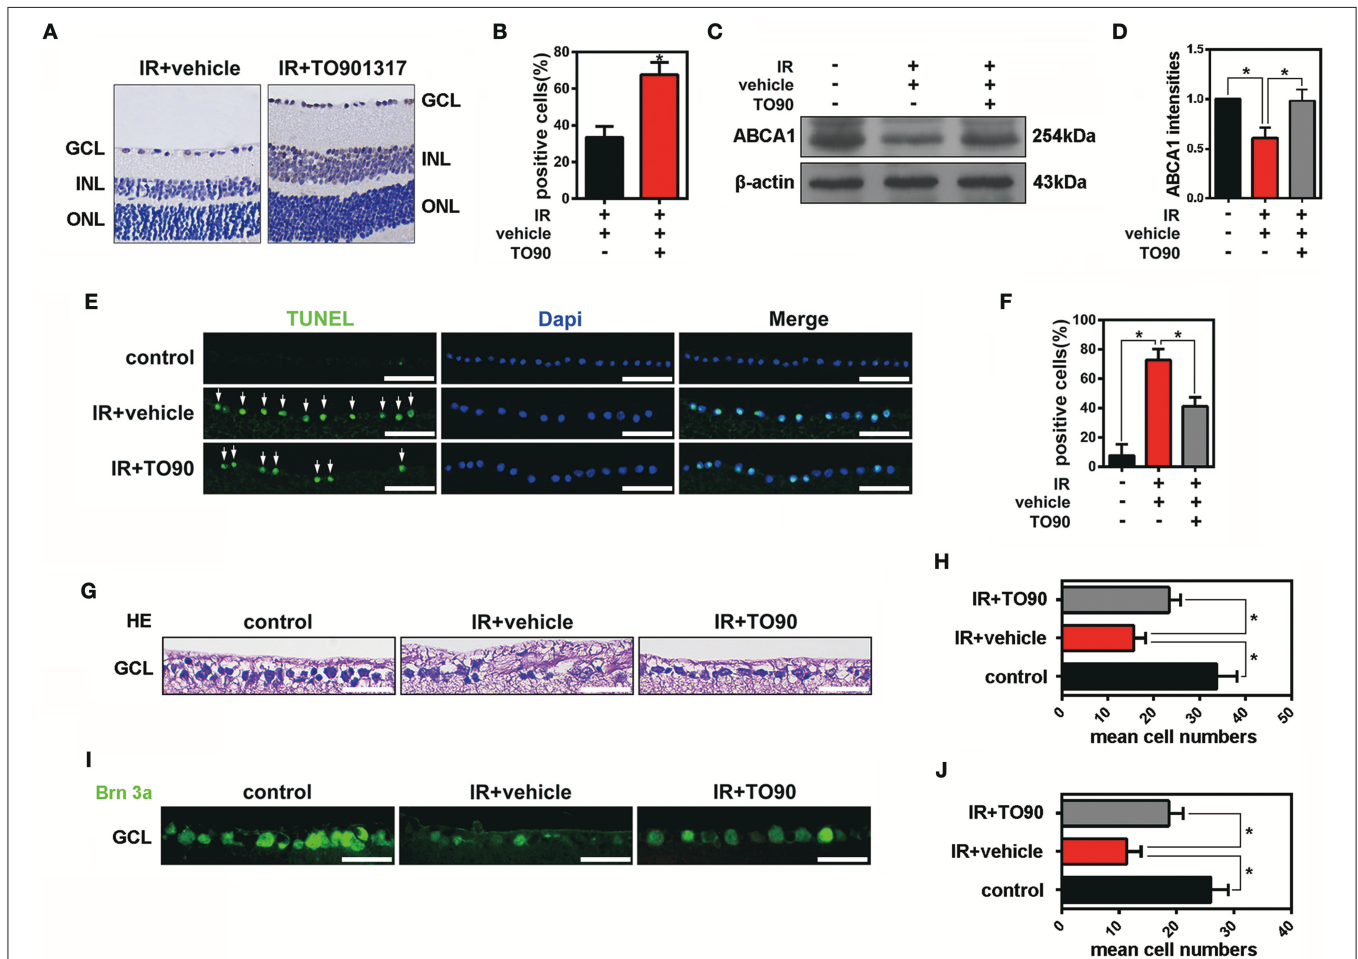 A
IR+vehicle IR+TO901317
GCL
INL
ONL
GCL
INL
ONL
B
positive cells(%)
80
60
40
20
0
*
IR + +
vehicle + +
TO90 - +
C
IR - + +
vehicle - + +
TO90 - - +
ABCA1 254kDa
β-actin 43kDa
D
ABCA1 intensities
1.5
1.0
0.5
0.0
* *
IR - + +
vehicle - + +
TO90 - - +
E
TUNEL Dapi Merge
control
IR+vehicle
IR+TO90
F
positive cells(%)
100
80
60
40
20
0
* *
IR - + +
vehicle - + +
TO90 - - +
G
HE control IR+vehicle IR+TO90
GCL
H
IR+TO90
IR+vehicle
control
*
*
0 10 20 30 40 50
mean cell numbers
I
Brn 3a control IR+vehicle IR+TO90
GCL
J
IR+TO90
IR+vehicle
control
*
*
0 10 20 30 40
mean cell numbers